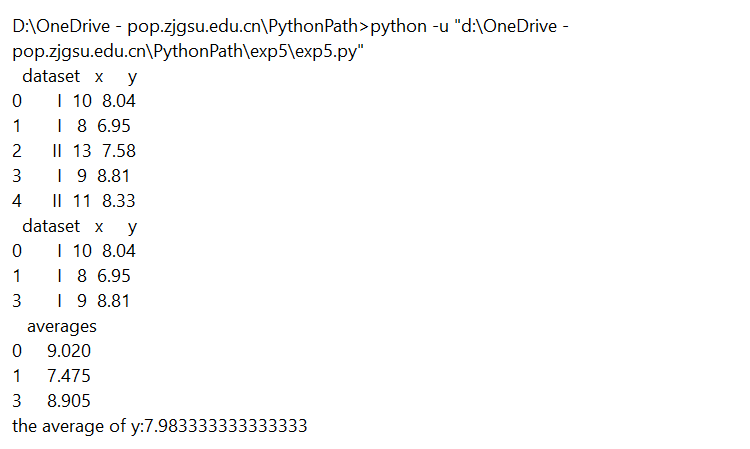 D:\OneDrive - pop.zjgsu.edu.cn\PythonPath>python -u "d:\OneDrive -
pop.zjgsu.edu.cn\PythonPath\exp5\exp5.py"
dataset x y
0 I 10 8.04
1 I 8 6.95
2 II 13 7.58
3 I 9 8.81
4 II 11 8.33
dataset x y
0 I 10 8.04
1 I 8 6.95
3 I 9 8.81
averages
0 9.020
1 7.475
3 8.905
the average of y:7.983333333333333